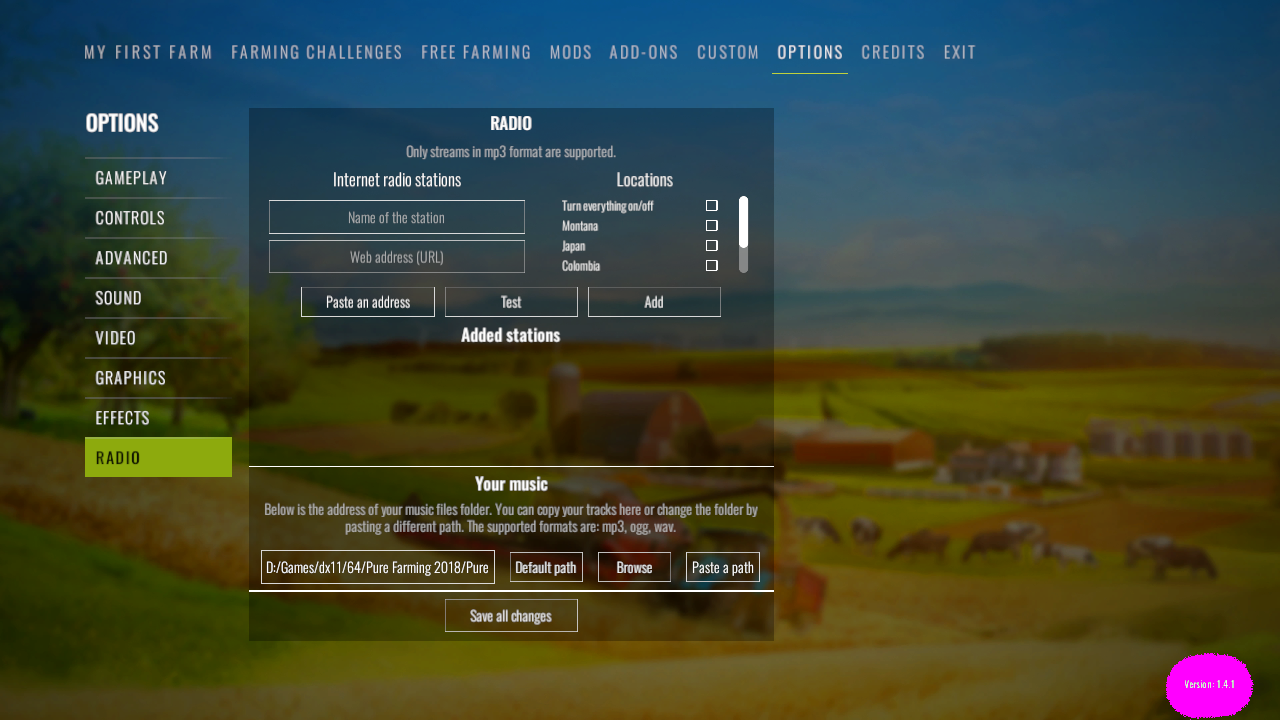 MY FIRST FARM FARMING CHALLENGES FREE FARMING MODS ADD-ONS CUSTOM OPTIONS CREDITS EXIT
OPTIONS
GAMEPLAY
CONTROLS
ADVANCED
SOUND
VIDEO
GRAPHICS
EFFECTS
RADIO
RADIO
Only streams in mp3 format are supported.
Internet radio stations
Name of the station
Web address (URL)
Locations
Turn everything on/off
Montana
Japan
Colombia
Paste an address Test Add
Added stations
Your music
Below is the address of your music files folder. You can copy your tracks here or change the folder by
pasting a different path. The supported formats are: mp3, ogg, wav.
D:/Games/dx11/64/Pure Farming 2018/Pure Default path Browse Paste a path
Save all changes
Version: 1.4.1